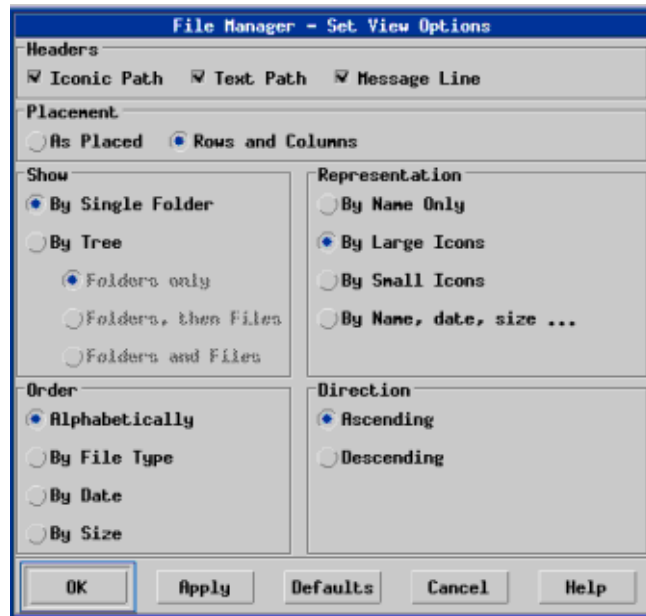 File Manager - Set View Options
Headers
Iconic Path Text Path Message Line
Placement
As Placed Rows and Columns
Show
By Single Folder
By Tree
Folders only
Folders, then Files
Folders and Files
Representation
By Name Only
By Large Icons
By Small Icons
By Name, date, size ...
Order
Alphabetically
By File Type
By Date
By Size
Direction
Ascending
Descending
OK Apply Defaults Cancel Help